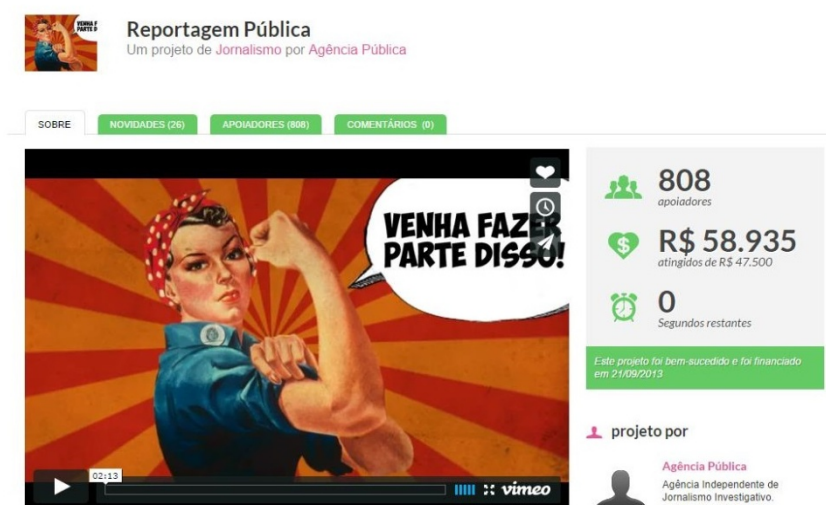 VENHA F
PARTE D
Reportagem Pública
Um projeto de Jornalismo por Agência Pública
SOBRE
NOVIDADES (26)
APOIADORES (808)
COMENTÁRIOS (0)
VENHA FAZER
PARTE DISSO!
02:13
vimeo
808
apoiadores
R$ 58.935
atingidos de R$ 47.500
0
Segundos restantes
Este projeto foi bem-sucedido e foi financiado
em 21/09/2013
projeto por
Agência Pública
Agência Independente de
Jornalismo Investigativo.